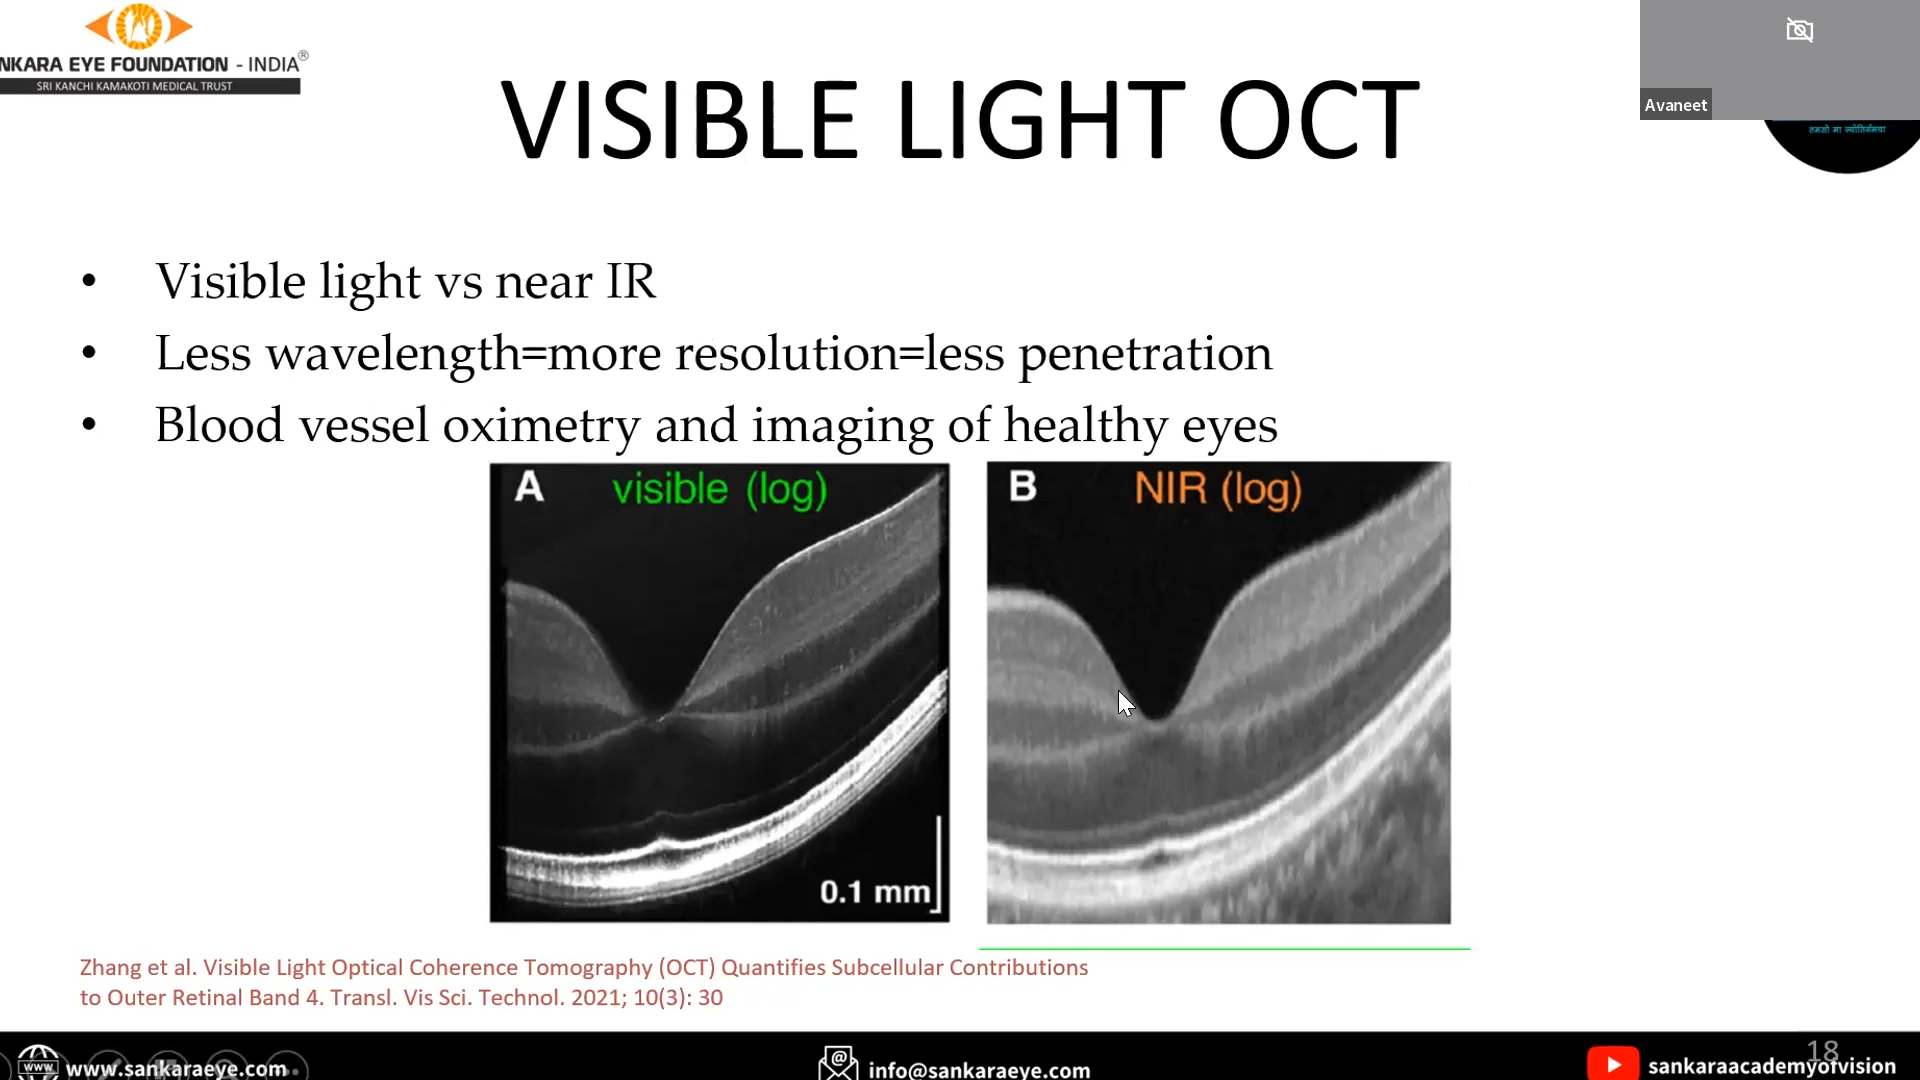 NKARA EYE FOUNDATION - INDIA®
SRI KANCHI KAMAKOTI MEDICAL TRUST
Avaneet
तमसो मा ज्योतिर्गमया
VISIBLE LIGHT OCT
• Visible light vs near IR
• Less wavelength=more resolution=less penetration
• Blood vessel oximetry and imaging of healthy eyes
A visible (log)
0.1 mm
B NIR (log)
Zhang et al. Visible Light Optical Coherence Tomography (OCT) Quantifies Subcellular Contributions
to Outer Retinal Band 4. Transl. Vis Sci. Technol. 2021; 10(3): 30
18
www www.sankaraeye.com
@ info@sankaraeye.com
sankaraacademyofvision